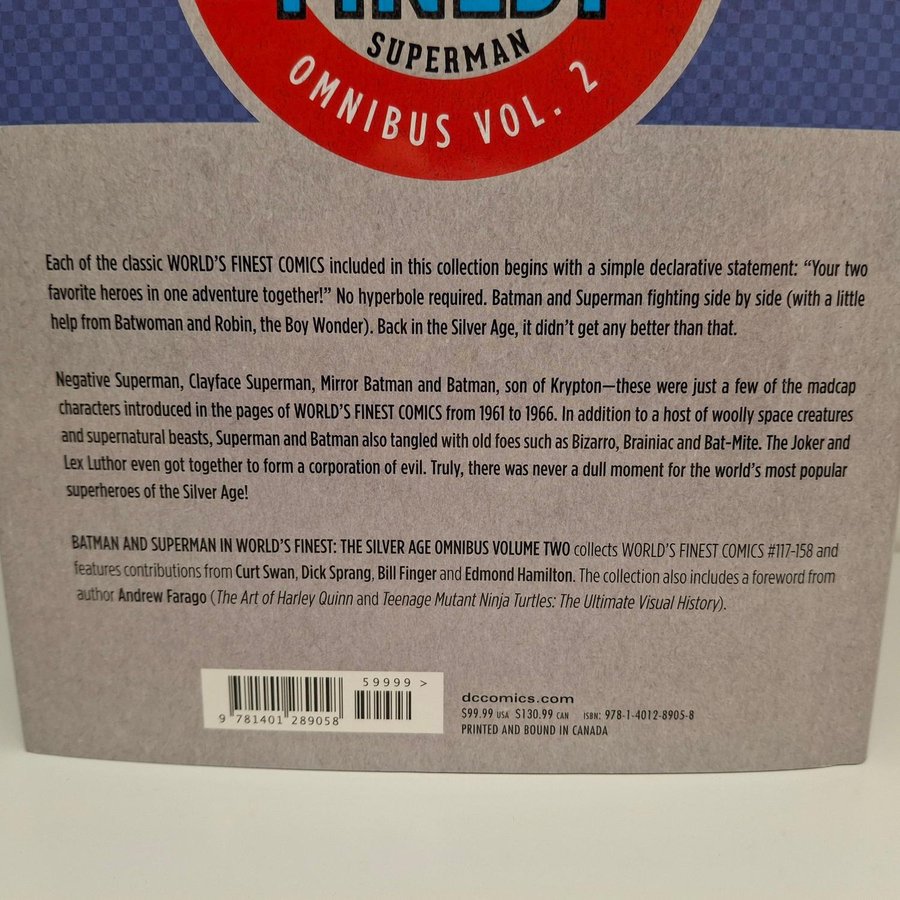 FINEST
SUPERMAN
OMNIBUS VOL. 2
Each of the classic WORLD'S FINEST COMICS included in this collection begins with a simple declarative statement: “Your two
favorite heroes in one adventure together!” No hyperbole required. Batman and Superman fighting side by side (with a little
help from Batwoman and Robin, the Boy Wonder). Back in the Silver Age, it didn't get any better than that.
Negative Superman, Clayface Superman, Mirror Batman and Batman, son of Krypton—these were just a few of the madcap
characters introduced in the pages of WORLD'S FINEST COMICS from 1961 to 1966. In addition to a host of woolly space creatures
and supernatural beasts, Superman and Batman also tangled with old foes such as Bizarro, Brainiac and Bat-Mite. The Joker and
Lex Luthor even got together to form a corporation of evil. Truly, there was never a dull moment for the world's most popular
superheroes of the Silver Age!
BATMAN AND SUPERMAN IN WORLD'S FINEST: THE SILVER AGE OMNIBUS VOLUME TWO collects WORLD'S FINEST COMICS #117-158 and
features contributions from Curt Swan, Dick Sprang, Bill Finger and Edmond Hamilton. The collection also includes a foreword from
author Andrew Farago (The Art of Harley Quinn and Teenage Mutant Ninja Turtles: The Ultimate Visual History).
59999 >
9 781401 289058
dccomics.com
$99.99 USA $130.99 CAN ISBN: 978-1-4012-8905-8
PRINTED AND BOUND IN CANADA